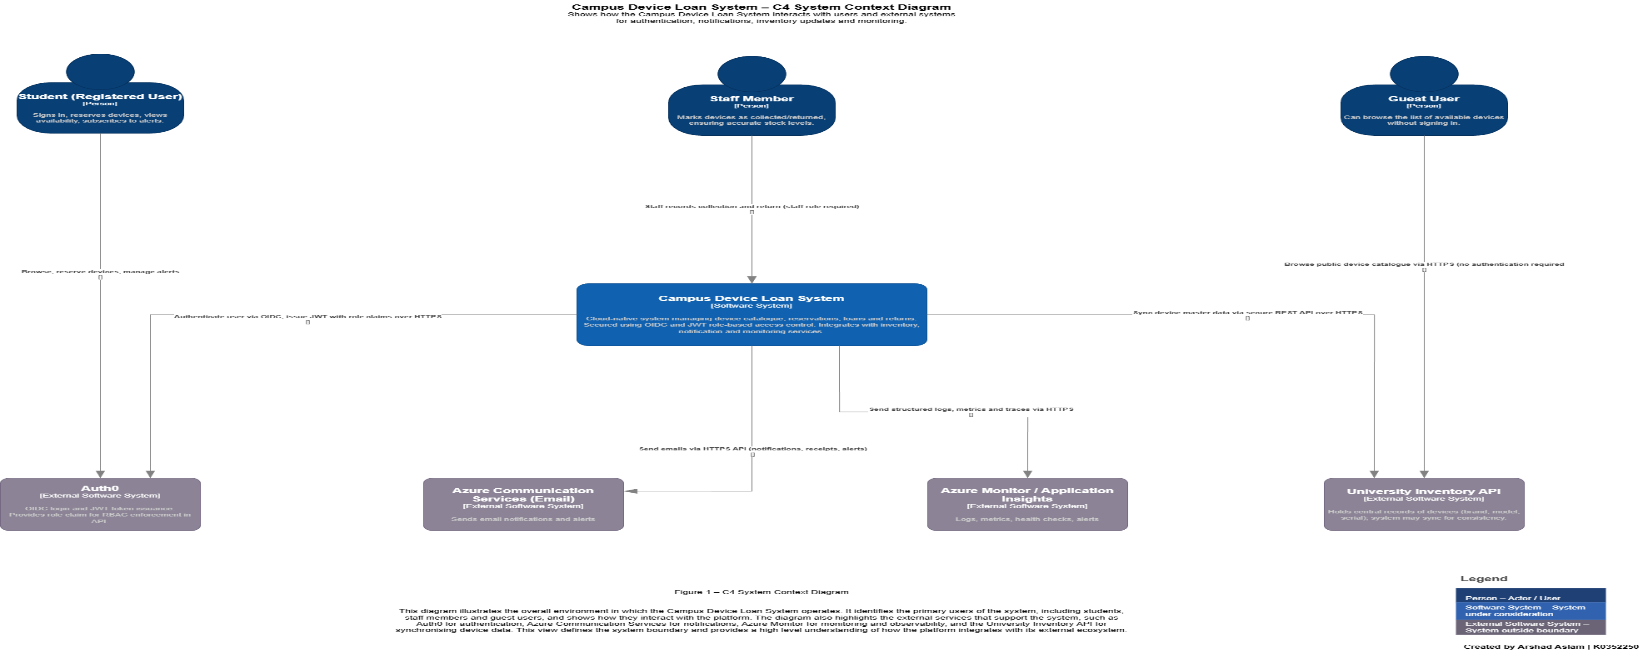 Campus Device Loan System – C4 System Context Diagram
Shows how the Campus Device Loan System interacts with users and external systems
for authentication, notifications, inventory updates and monitoring.
Student (Registered User)
[Person]
Signs in, reserves devices, views
availability, subscribes to alerts.
Staff Member
[Person]
Marks devices as collected/returned,
ensuring accurate stock levels.
Guest User
[Person]
Can browse the list of available devices
without signing in.
Staff records collection and return (staff role required)
Browse, reserve devices, manage alerts
Browse public device catalogue via HTTPS (no authentication required
Campus Device Loan System
[Software System]
Cloud-native system managing device catalogue, reservations, loans and returns.
Secured using OIDC and JWT role-based access control. Integrates with inventory,
notification and monitoring services.
Authenticate user via OIDC, issue JWT with role claims over HTTPS
Sync device master data via secure REST API over HTTPS
Send structured logs, metrics and traces via HTTPS
Send emails via HTTPS API (notifications, receipts, alerts)
Auth0
[External Software System]
OIDC login and JWT token issuance
Provides role claim for RBAC enforcement in
API.
Azure Communication
Services (Email)
[External Software System]
Sends email notifications and alerts
Azure Monitor / Application
Insights
[External Software System]
Logs, metrics, health checks, alerts
University Inventory API
[External Software System]
Holds central records of devices (brand, model,
serial); system may sync for consistency.
Figure 1 – C4 System Context Diagram
This diagram illustrates the overall environment in which the Campus Device Loan System operates. It identifies the primary users of the system, including students,
staff members and guest users, and shows how they interact with the platform. The diagram also highlights the external services that support the system, such as
Auth0 for authentication, Azure Communication Services for notifications, Azure Monitor for monitoring and observability, and the University Inventory API for
synchronising device data. This view defines the system boundary and provides a high level understanding of how the platform integrates with its external ecosystem.
Legend
Person – Actor / User
Software System – System
under consideration
External Software System –
System outside boundary
Created by Arshad Aslam | K0352250